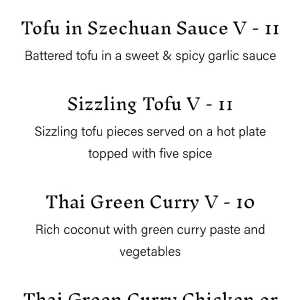 Tofu in Szechuan Sauce V - 11
Battered tofu in a sweet & spicy garlic sauce
Sizzling Tofu V - 11
Sizzling tofu pieces served on a hot plate
topped with five spice
Thai Green Curry V - 10
Rich coconut with green curry paste and
vegetables
Thai Green Curry Chicken or